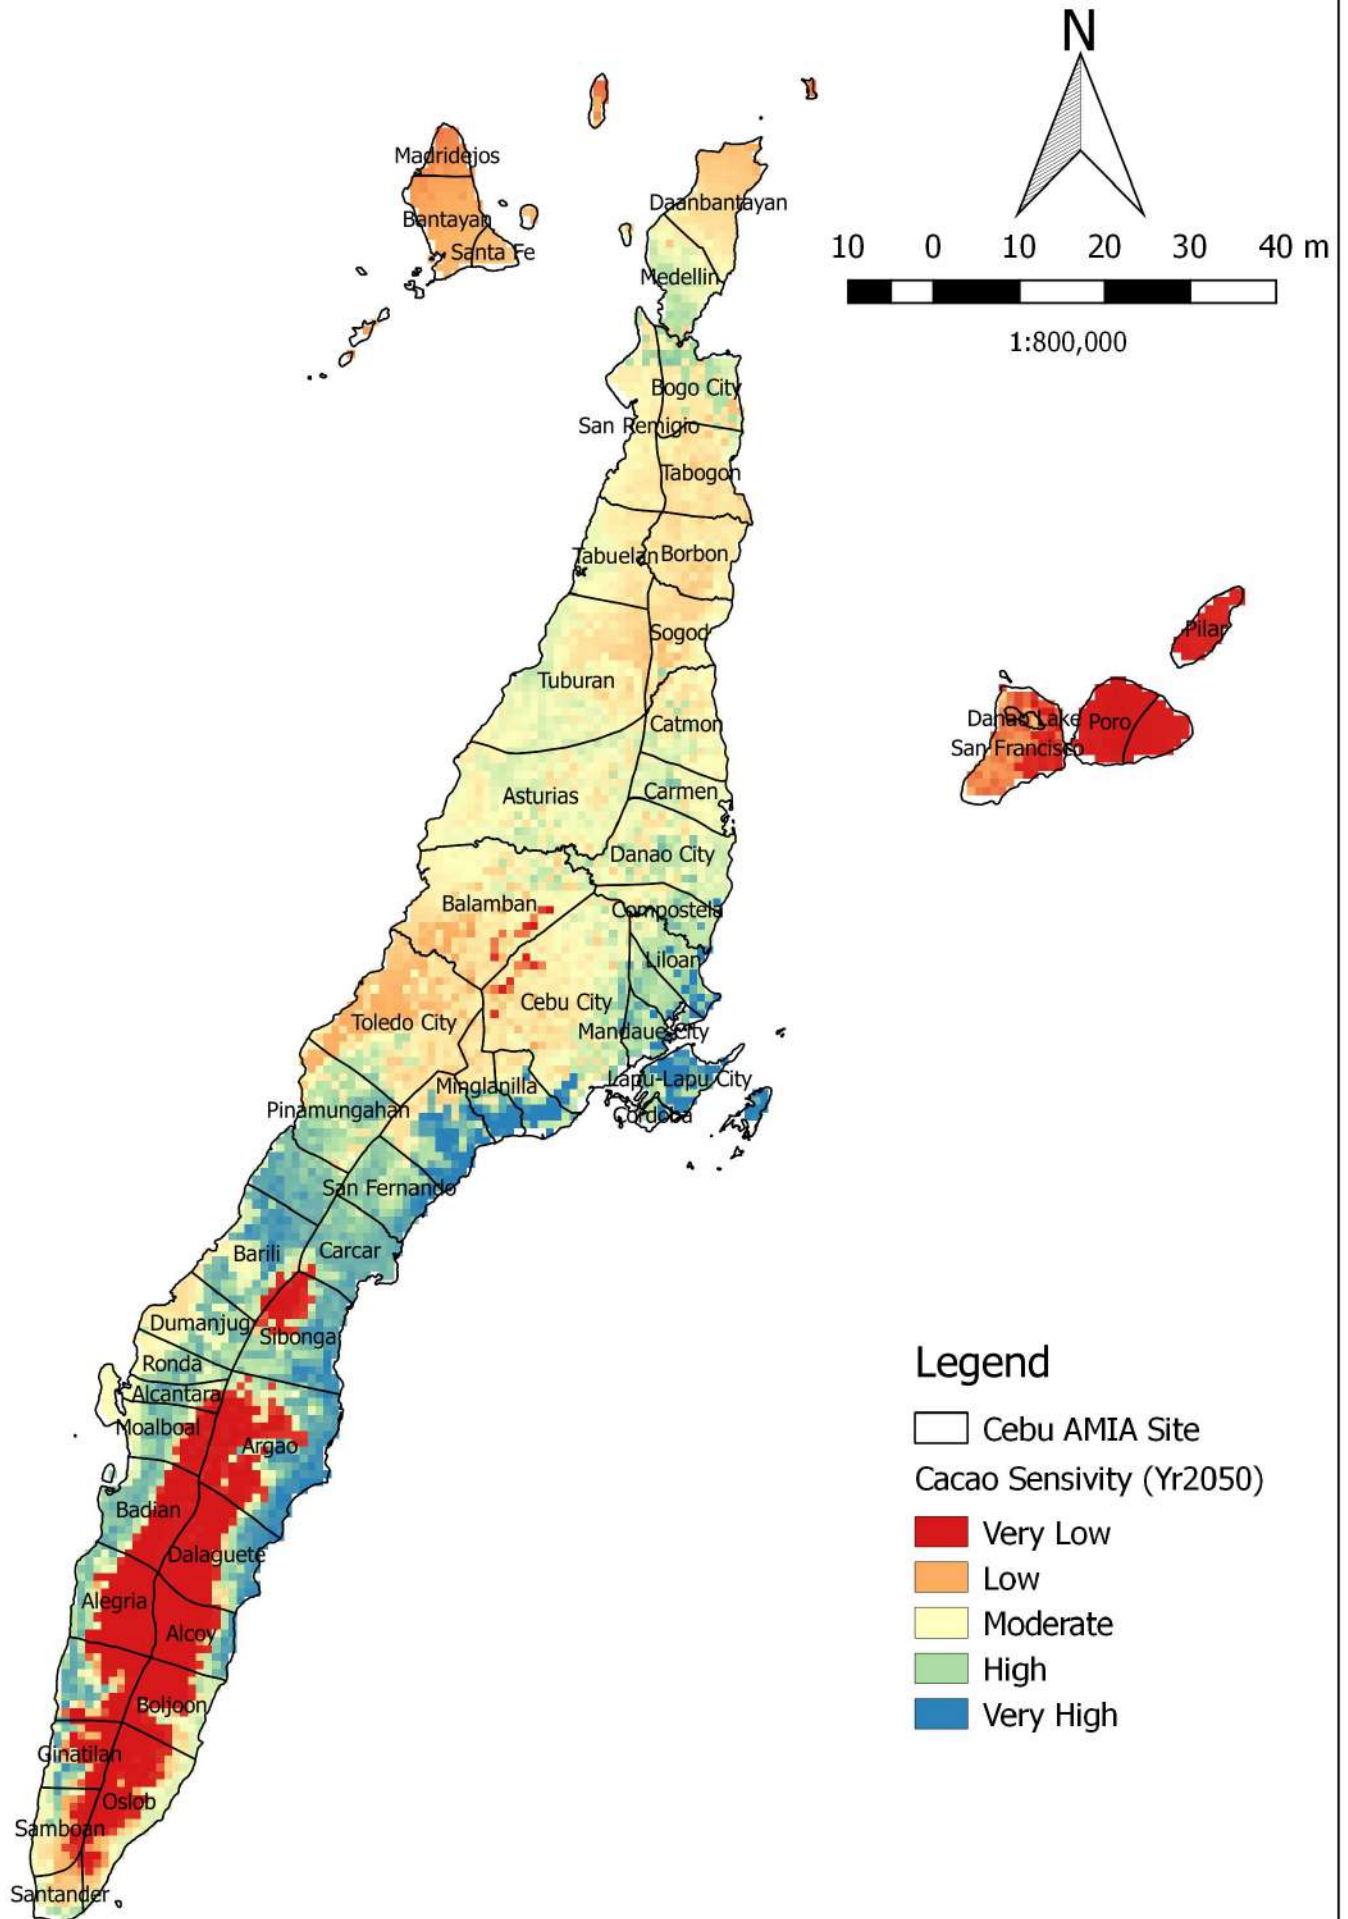 N
Madridejos
Daanbantayan
Bantayan
Santa Fe
10 0 10 20 30 40 m
Medellin
1:800,000
Bogo City
San Remigio
Tabogon
Tabuelan
Borbon
Sogod
Pilar
Tuburan
Catmon
Danao Lake
Poro
San Francisco
Asturias
Carmen
Danao City
Balamban
Compostela
Liloan
Cebu City
Toledo City
Mandaue City
Lapu-Lapu City
Minglanilla
Pinamungahan
Cordoba
San Fernando
Barili
Carcar
Dumanjug
Sibonga
Ronda
Alcantara
Moalboal
Argao
Badian
Dalaguete
Alegria
Alcoy
Boljoon
Ginatilan
Oslob
Samboan
Santander
Legend
Cebu AMIA Site
Cacao Sensivity (Yr2050)
Very Low
Low
Moderate
High
Very High